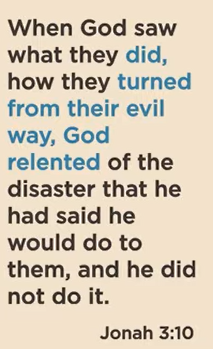 When God saw
what they did,
how they turned
from their evil
way, God
relented of the
disaster that he
had said he
would do to
them, and he did
not do it.
Jonah 3:10